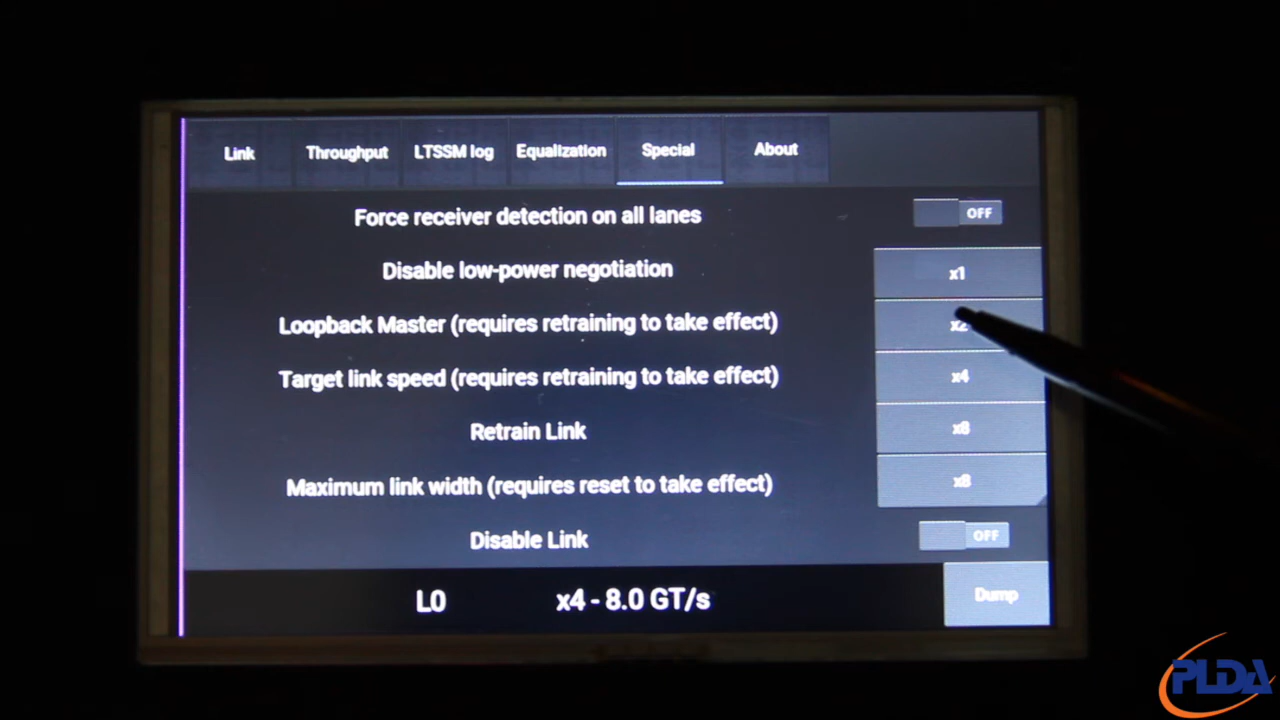 Link Throughput LTSSM log Equalization Special About
Force receiver detection on all lanes OFF
Disable low-power negotiation x1
Loopback Master (requires retraining to take effect) x2
Target link speed (requires retraining to take effect) x4
Retrain Link x8
Maximum link width (requires reset to take effect) x8
Disable Link OFF
L0 x4 - 8.0 GT/s Dump
PLDA